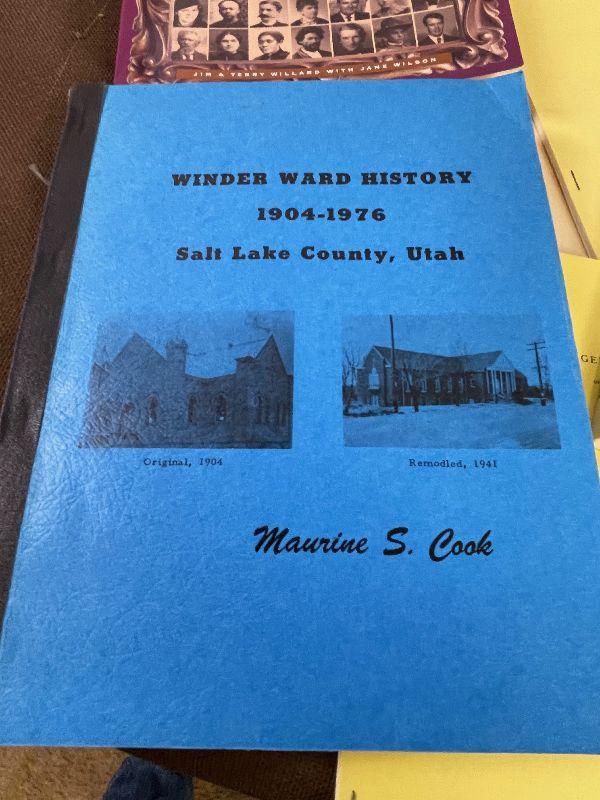 JIM & TERRY WILLARD WITH JANE WILSON
WINDER WARD HISTORY
1904-1976
Salt Lake County, Utah
Original, 1904
Remodled, 1941
Maurine S. Cook
GE